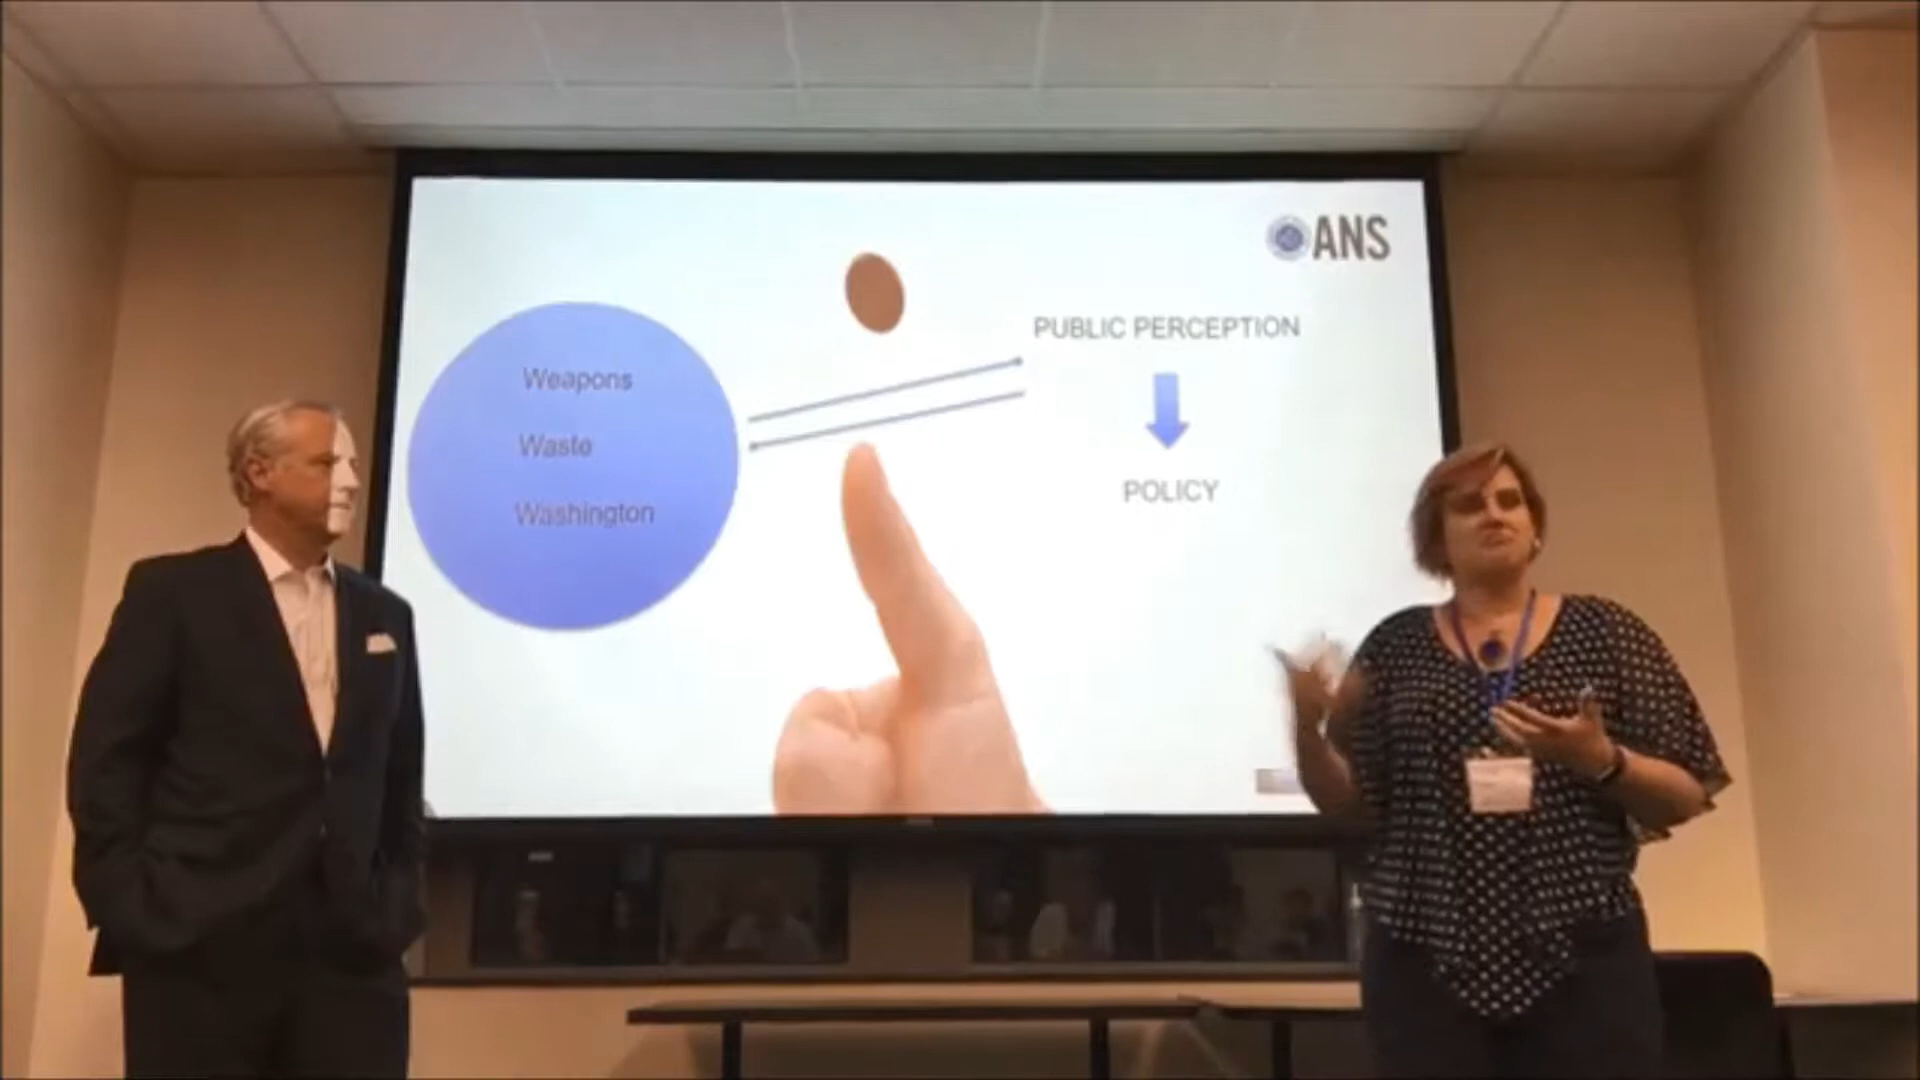 ANS
PUBLIC PERCEPTION
Weapons
Waste
POLICY
Washington